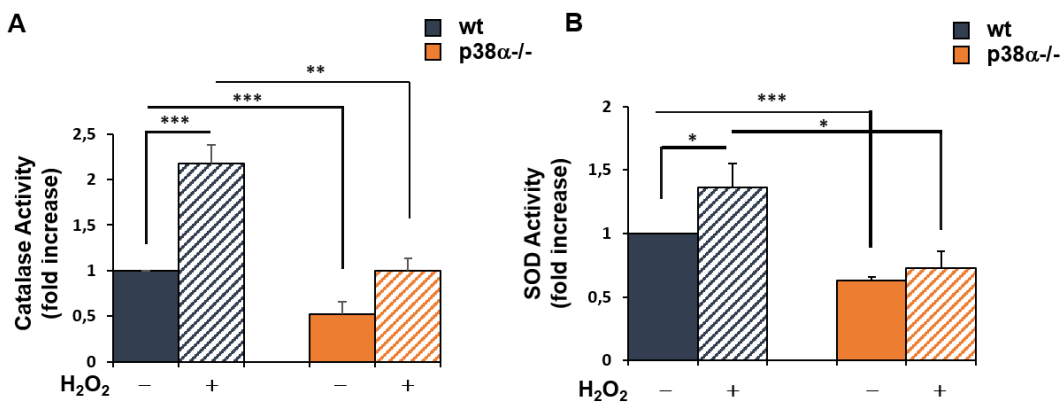 A
wt
p38α-/-
**
***
***
2,5
2
1,5
1
0,5
0
Catalase Activity
(fold increase)
H₂O₂ − + − +
B
wt
p38α-/-
***
*
*
2
1,5
1
0,5
0
SOD Activity
(fold increase)
H₂O₂ − + − +